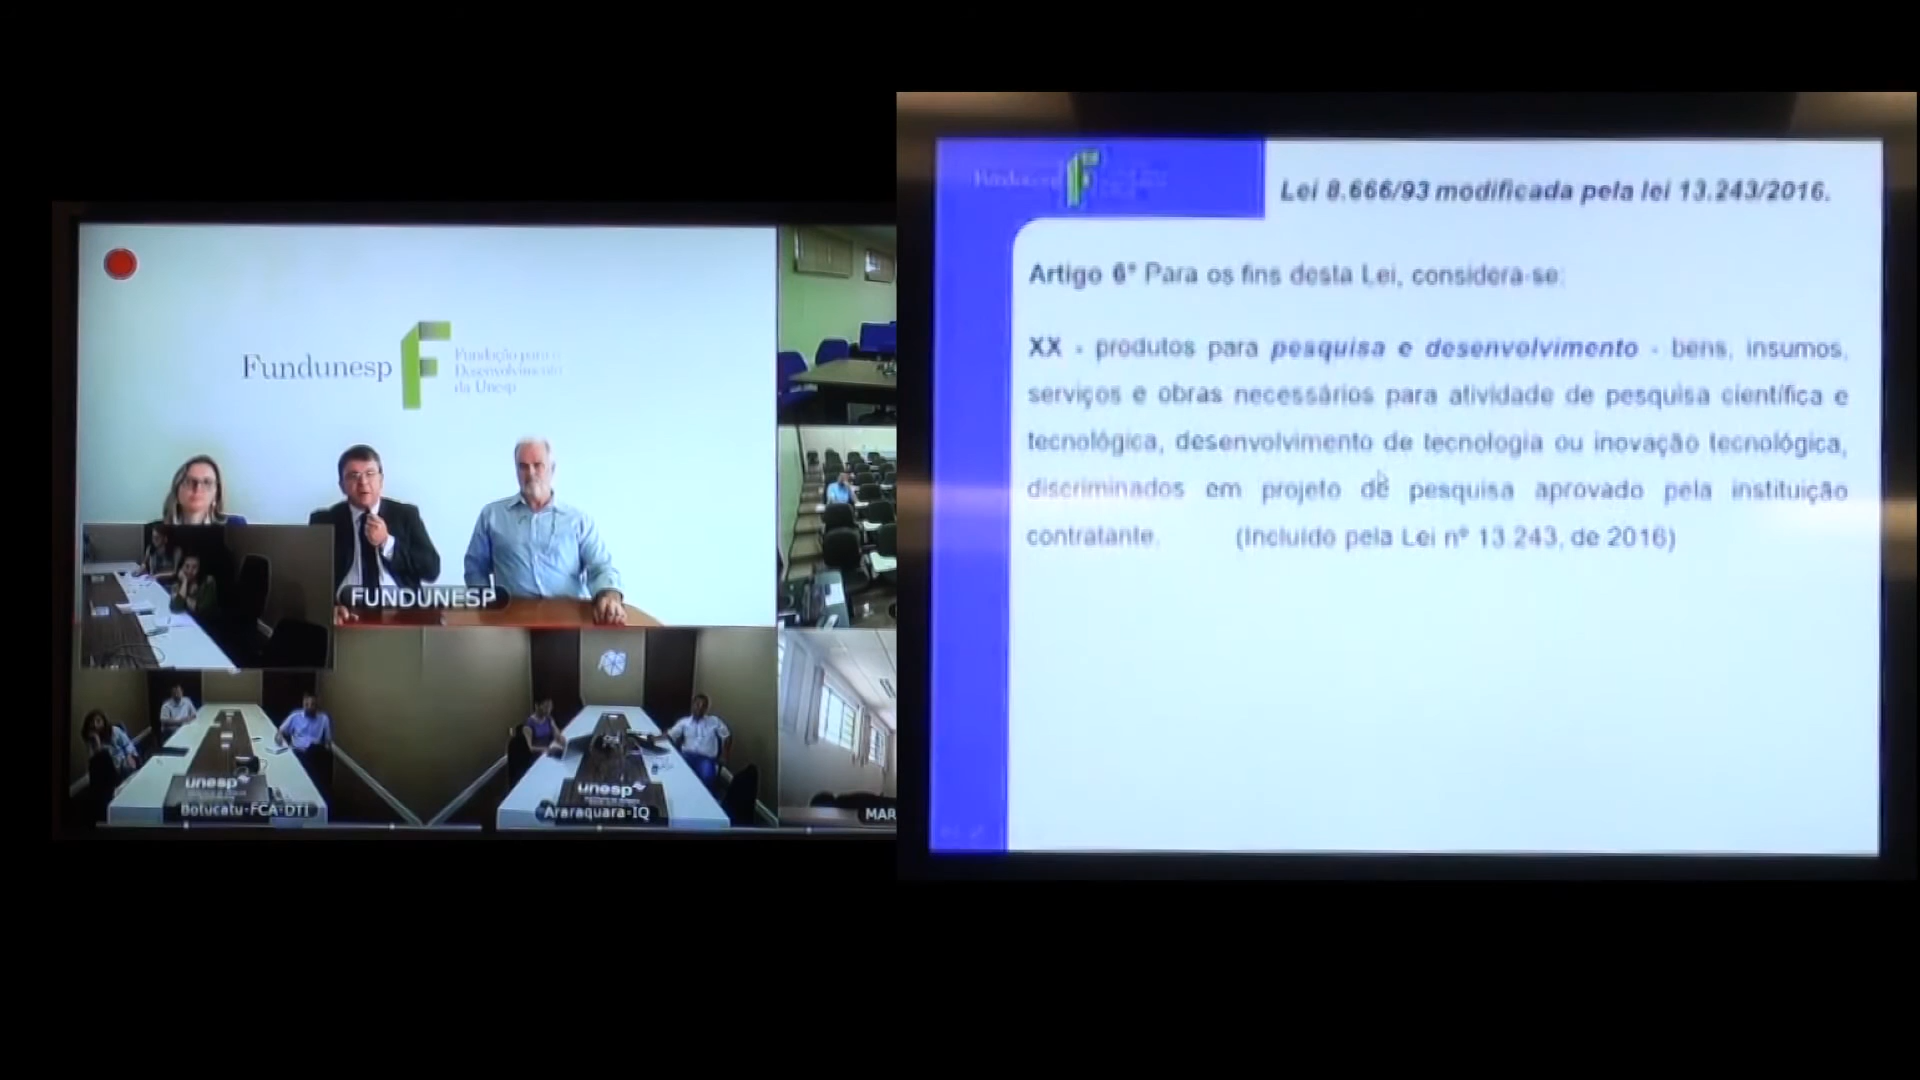 Fundunesp
Fundação para o
Desenvolvimento
da Unesp
FUNDUNESP
unesp
Botucatu-FCA-DTI
unesp
Araraquara-IQ
MAR
Fundunesp
Lei 8.666/93 modificada pela lei 13.243/2016.
Artigo 6° Para os fins desta Lei, considera-se:
XX - produtos para pesquisa e desenvolvimento - bens, insumos,
serviços e obras necessários para atividade de pesquisa científica e
tecnológica, desenvolvimento de tecnologia ou inovação tecnológica,
discriminados em projeto de pesquisa aprovado pela instituição
contratante. (Incluído pela Lei nº 13.243, de 2016)